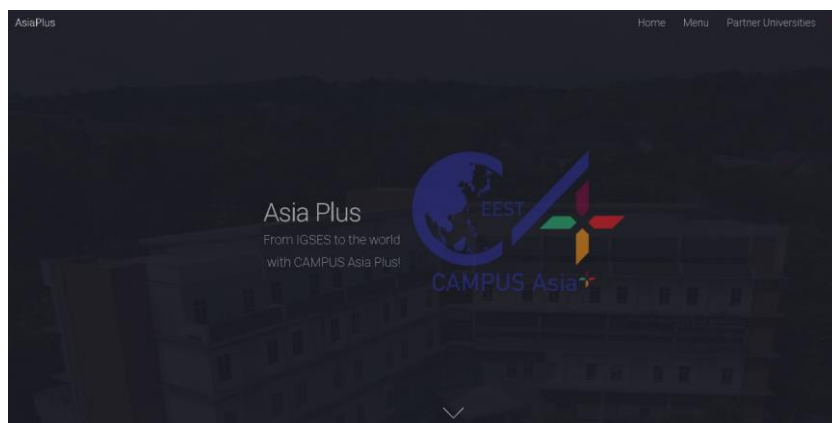 AsiaPlus
Home Menu Partner Universities
Asia Plus
From IGSES to the world
with CAMPUS Asia Plus!
EEST
CAMPUS Asia+